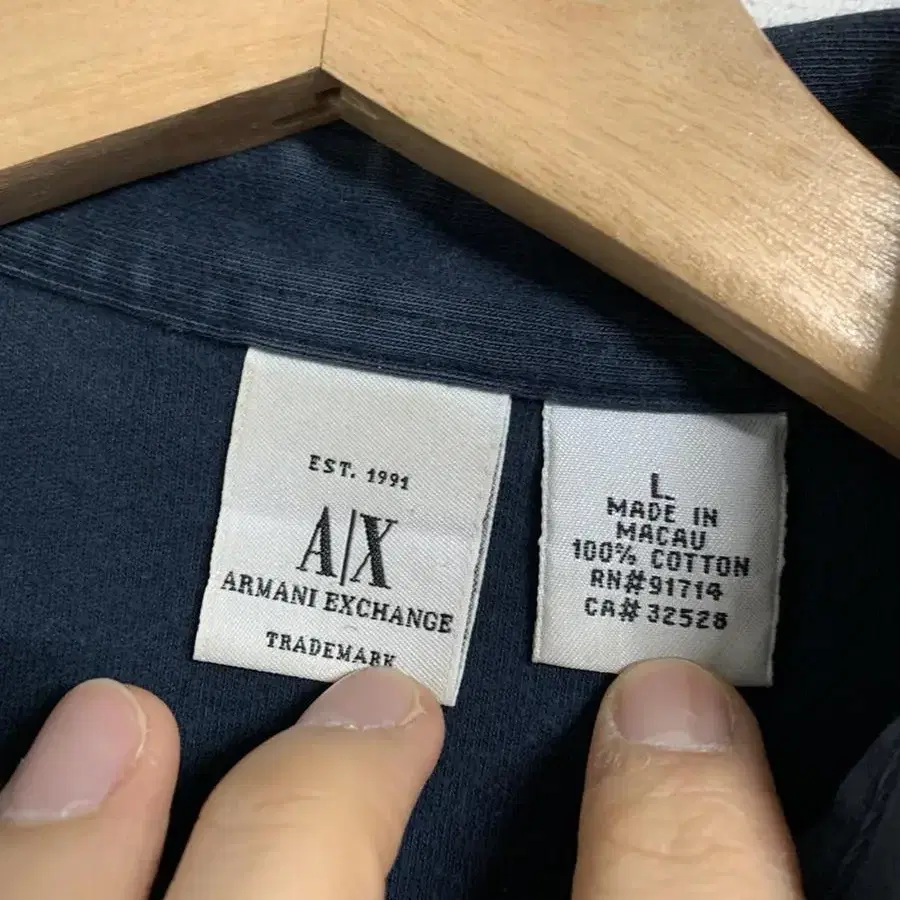 EST. 1991
A|X
ARMANI EXCHANGE
TRADEMARK
L
MADE IN
MACAU
100% COTTON
RN#91714
CA#32528